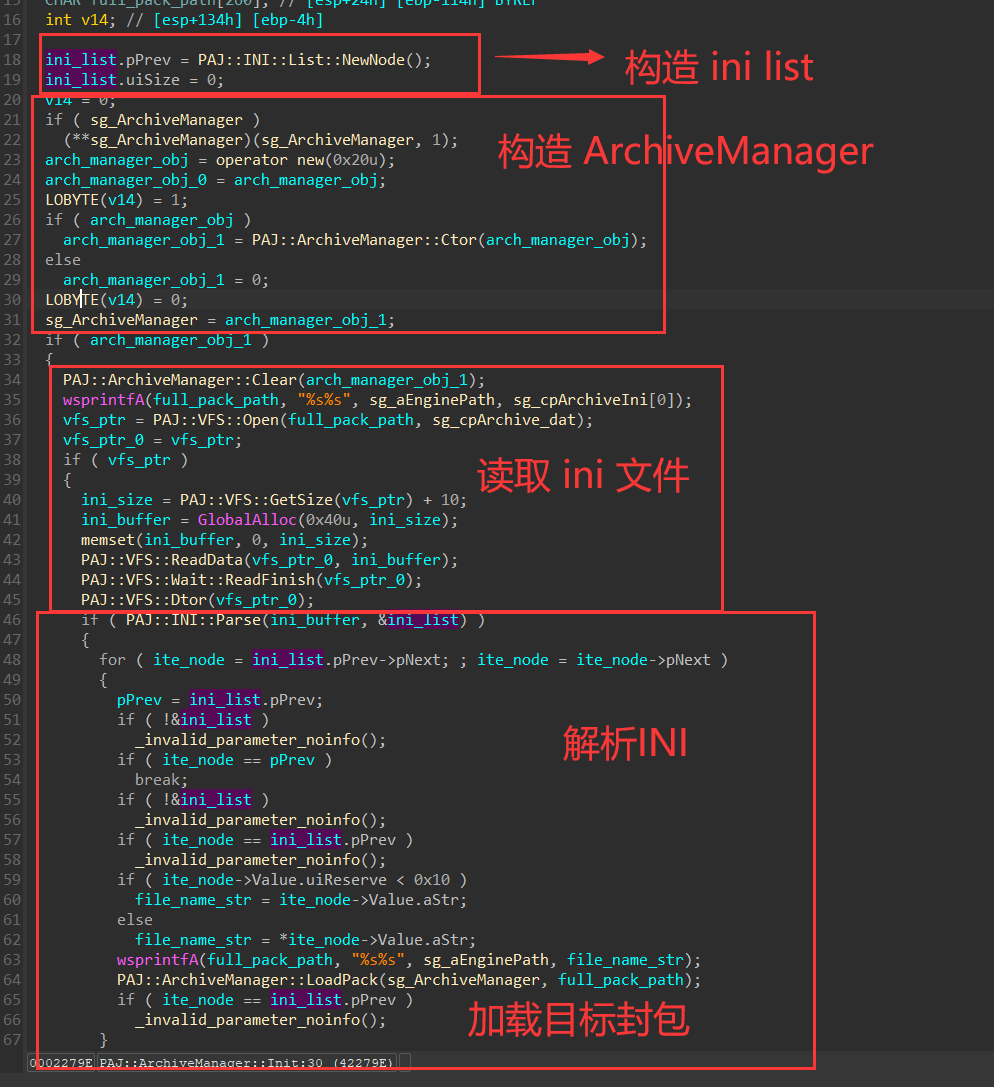 CHAR full_pack_path[260]; // [esp+24h] [ebp-114h] BYREF
16 int v14; // [esp+134h] [ebp-4h]
17
18 ini_list.pPrev = PAJ::INI::List::NewNode();
构造 ini list
19 ini_list.uiSize = 0;
20 v14 = 0;
21 if ( sg_ArchiveManager )
22 (**sg_ArchiveManager)(sg_ArchiveManager, 1);
构造 ArchiveManager
23 arch_manager_obj = operator new(0x20u);
24 arch_manager_obj_0 = arch_manager_obj;
25 LOBYTE(v14) = 1;
26 if ( arch_manager_obj )
27 arch_manager_obj_1 = PAJ::ArchiveManager::Ctor(arch_manager_obj);
28 else
29 arch_manager_obj_1 = 0;
30 LOBYTE(v14) = 0;
31 sg_ArchiveManager = arch_manager_obj_1;
32 if ( arch_manager_obj_1 )
33 {
34 PAJ::ArchiveManager::Clear(arch_manager_obj_1);
35 wsprintfA(full_pack_path, "%s%s", sg_aEnginePath, sg_cpArchiveIni[0]);
36 vfs_ptr = PAJ::VFS::Open(full_pack_path, sg_cpArchive_dat);
37 vfs_ptr_0 = vfs_ptr;
38 if ( vfs_ptr )
39 {
读取 ini 文件
40 ini_size = PAJ::VFS::GetSize(vfs_ptr) + 10;
41 ini_buffer = GlobalAlloc(0x40u, ini_size);
42 memset(ini_buffer, 0, ini_size);
43 PAJ::VFS::ReadData(vfs_ptr_0, ini_buffer);
44 PAJ::VFS::Wait::ReadFinish(vfs_ptr_0);
45 PAJ::VFS::Dtor(vfs_ptr_0);
46 if ( PAJ::INI::Parse(ini_buffer, &ini_list) )
47 {
48 for ( ite_node = ini_list.pPrev->pNext; ; ite_node = ite_node->pNext )
49 {
50 pPrev = ini_list.pPrev;
51 if ( !&ini_list )
52 _invalid_parameter_noinfo();
解析INI
53 if ( ite_node == pPrev )
54 break;
55 if ( !&ini_list )
56 _invalid_parameter_noinfo();
57 if ( ite_node == ini_list.pPrev )
58 _invalid_parameter_noinfo();
59 if ( ite_node->Value.uiReserve < 0x10 )
60 file_name_str = ite_node->Value.aStr;
61 else
62 file_name_str = *ite_node->Value.aStr;
63 wsprintfA(full_pack_path, "%s%s", sg_aEnginePath, file_name_str);
64 PAJ::ArchiveManager::LoadPack(sg_ArchiveManager, full_pack_path);
65 if ( ite_node == ini_list.pPrev )
66 _invalid_parameter_noinfo();
加载目标封包
67 }
0002279E PAJ::ArchiveManager::Init:30 (42279E)